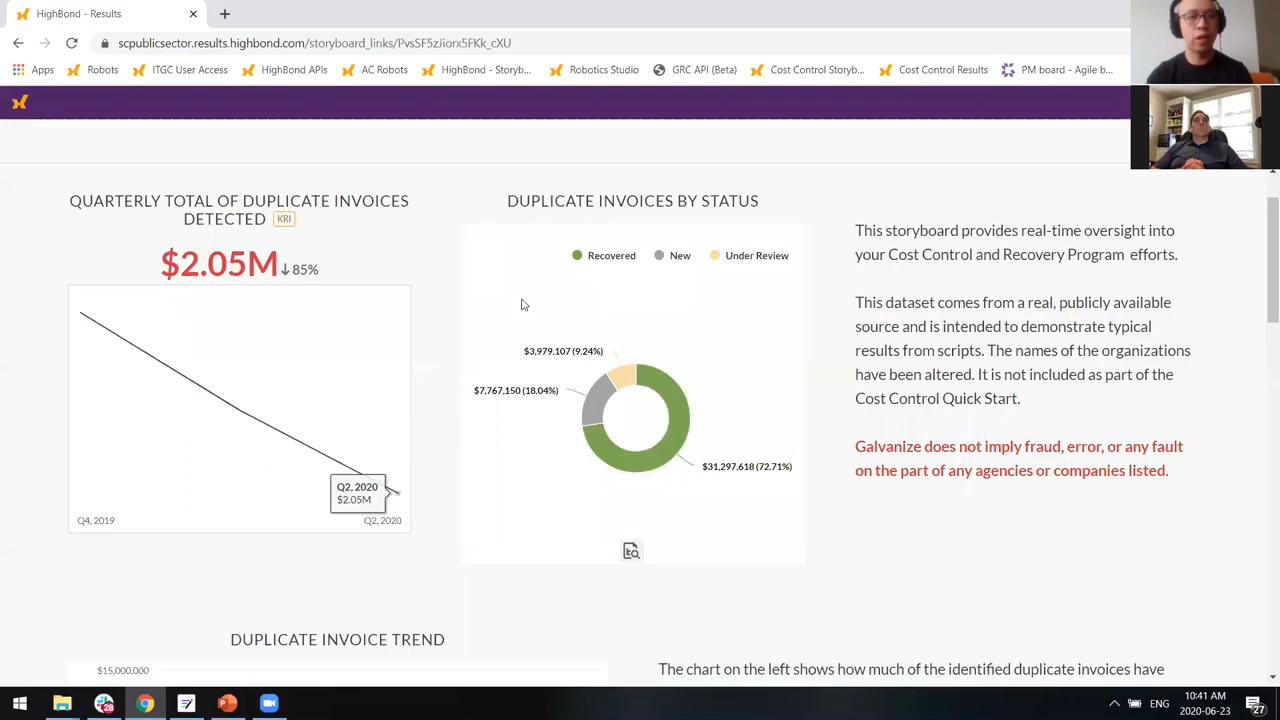 HighBond - Results
scpublicsector.results.highbond.com/storyboard_links/PvsSF5zJiorx5FKk_cXU
Apps Robots ITGC User Access HighBond APIs AC Robots HighBond - Storyb... Robotics Studio GRC API (Beta) Cost Control Storyb... Cost Control Results PM board - Agile b...
QUARTERLY TOTAL OF DUPLICATE INVOICES
DETECTED KRI
$2.05M ↓85%
Q2, 2020
$2.05M
Q4, 2019 Q2, 2020
DUPLICATE INVOICES BY STATUS
Recovered New Under Review
$3,979,107 (9.24%)
$7,767,150 (18.04%)
$31,297,618 (72.71%)
This storyboard provides real-time oversight into
your Cost Control and Recovery Program efforts.
This dataset comes from a real, publicly available
source and is intended to demonstrate typical
results from scripts. The names of the organizations
have been altered. It is not included as part of the
Cost Control Quick Start.
Galvanize does not imply fraud, error, or any fault
on the part of any agencies or companies listed.
DUPLICATE INVOICE TREND
$15,000,000
The chart on the left shows how much of the identified duplicate invoices have
28
ENG
10:41 AM
2020-06-23
27